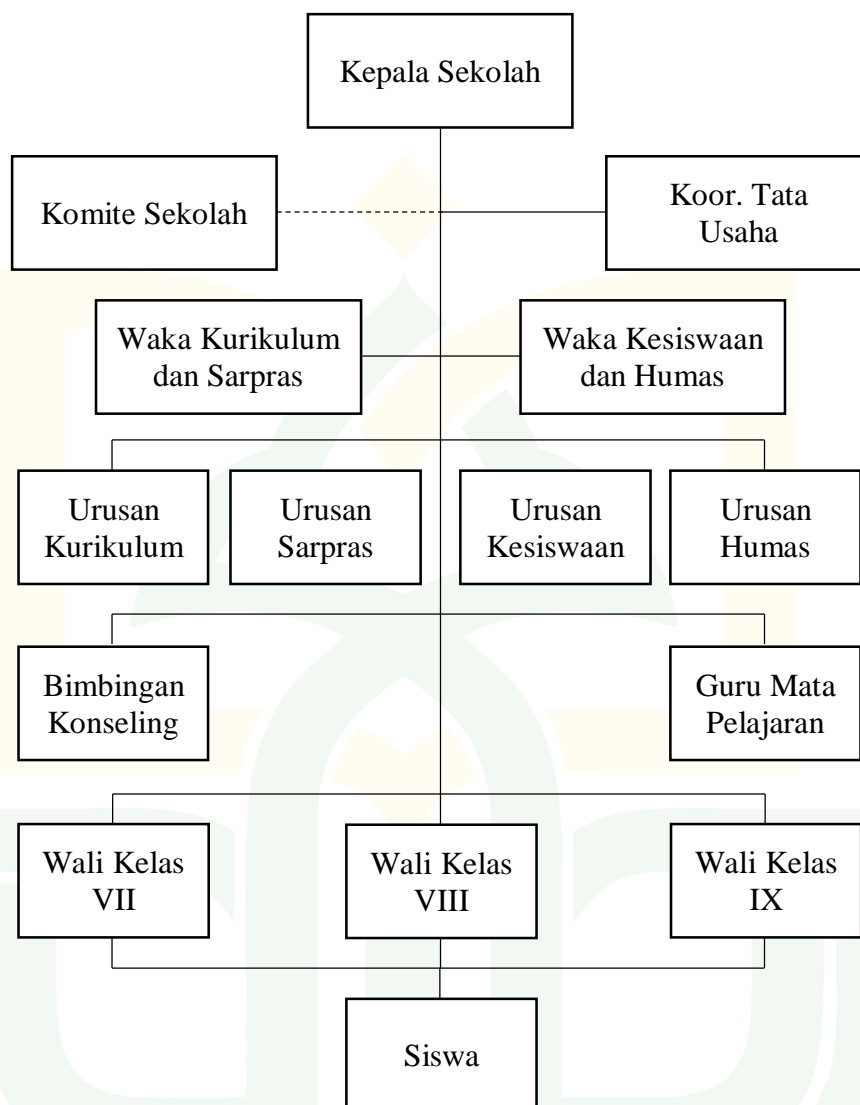 Kepala Sekolah
Komite Sekolah
Koor. Tata
Usaha
Waka Kurikulum
dan Sarpras
Waka Kesiswaan
dan Humas
Urusan
Kurikulum
Urusan
Sarpras
Urusan
Kesiswaan
Urusan
Humas
Bimbingan
Konseling
Guru Mata
Pelajaran
Wali Kelas
VII
Wali Kelas
VIII
Wali Kelas
IX
Siswa